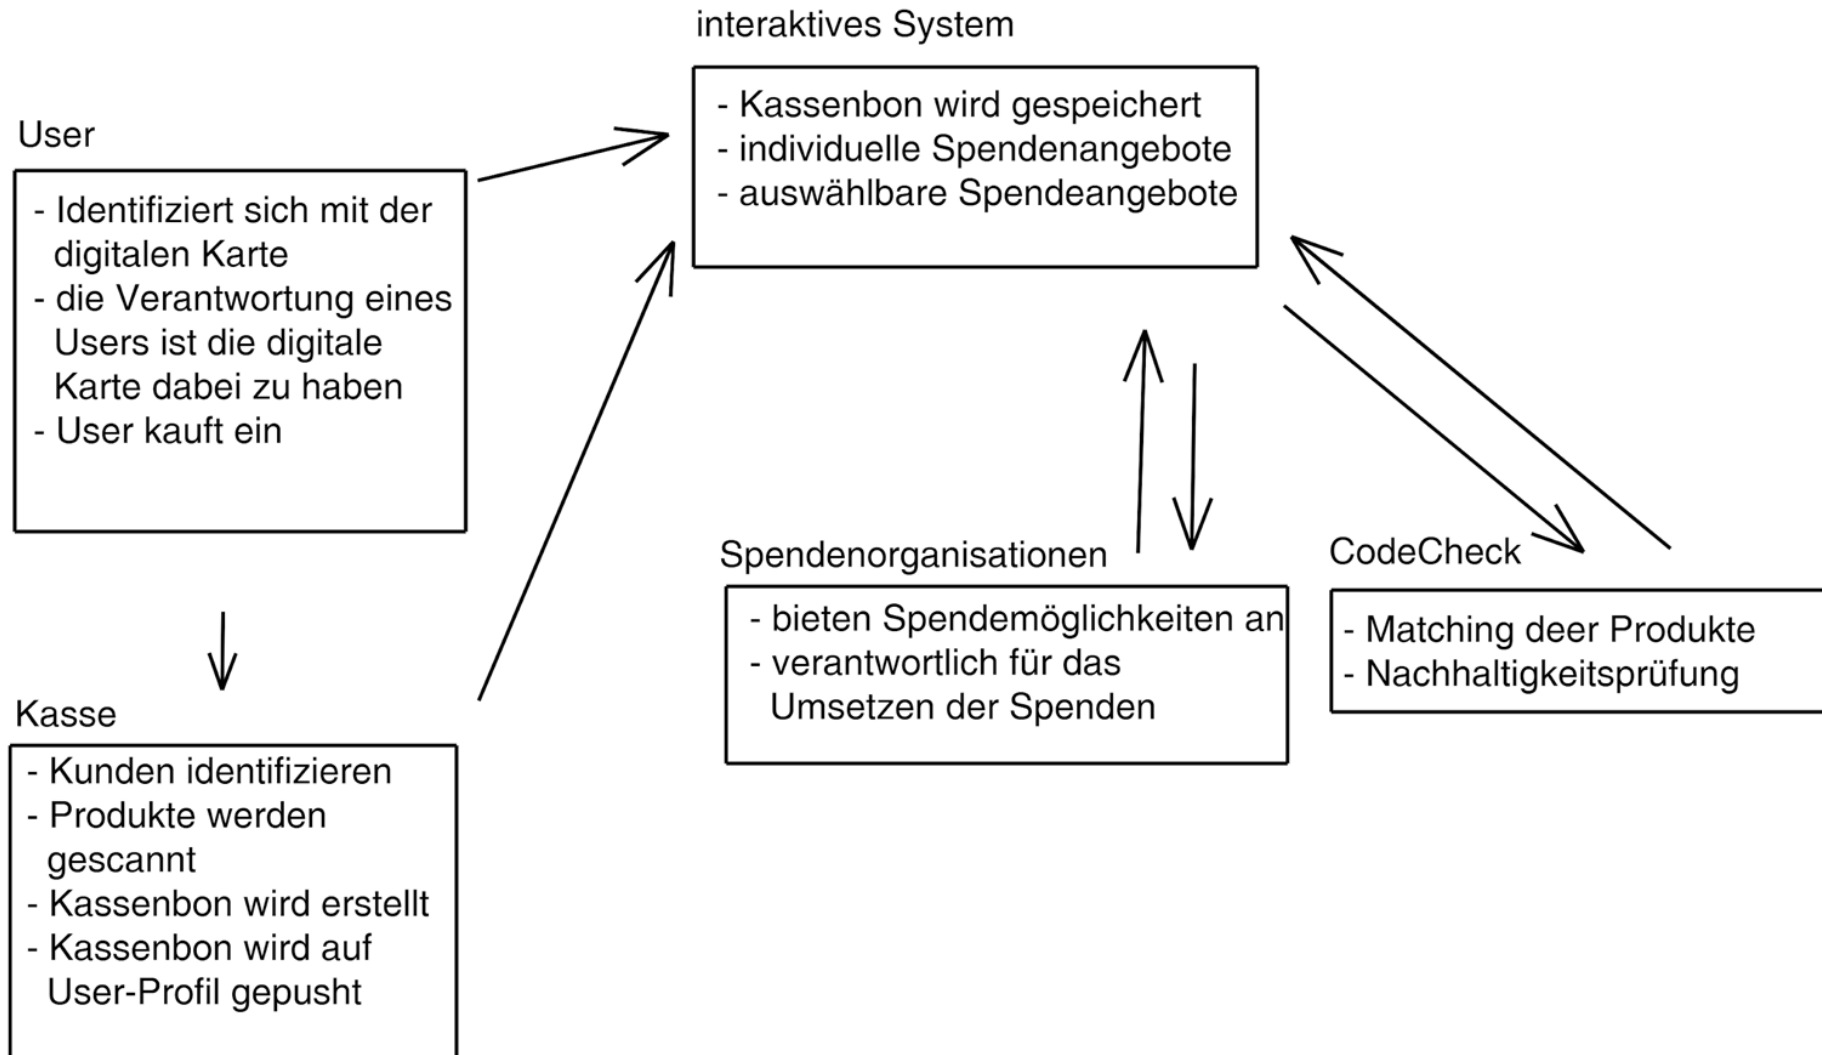 interaktives System
- Kassenbon wird gespeichert
- individuelle Spendenangebote
- auswählbare Spendeangebote
User
- Identifiziert sich mit der
digitalen Karte
- die Verantwortung eines
Users ist die digitale
Karte dabei zu haben
- User kauft ein
Spendenorganisationen
- bieten Spendemöglichkeiten an
- verantwortlich für das
Umsetzen der Spenden
CodeCheck
- Matching deer Produkte
- Nachhaltigkeitsprüfung
Kasse
- Kunden identifizieren
- Produkte werden
gescannt
- Kassenbon wird erstellt
- Kassenbon wird auf
User-Profil gepusht